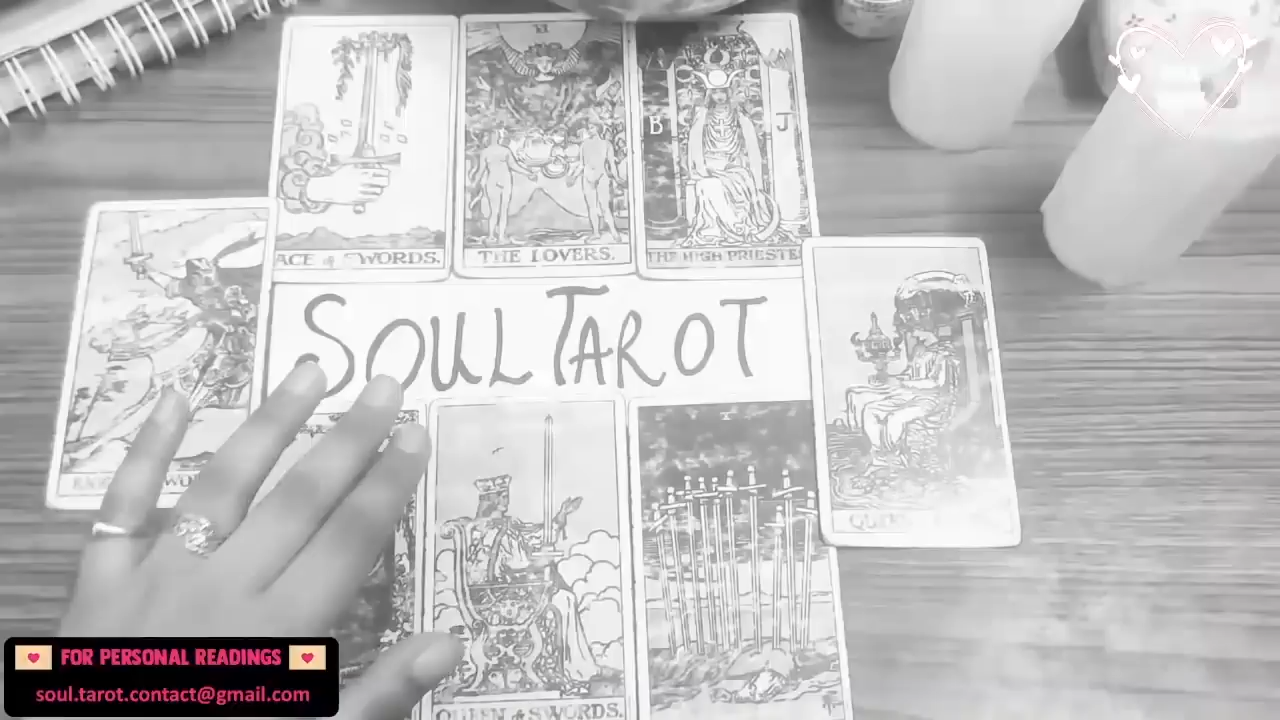 VI
B J
ACE of SWORDS.
THE LOVERS.
THE HIGH PRIESTE
SOUL TAROT
QUEEN of SWORDS.
X
FOR PERSONAL READINGS
soul.tarot.contact@gmail.com